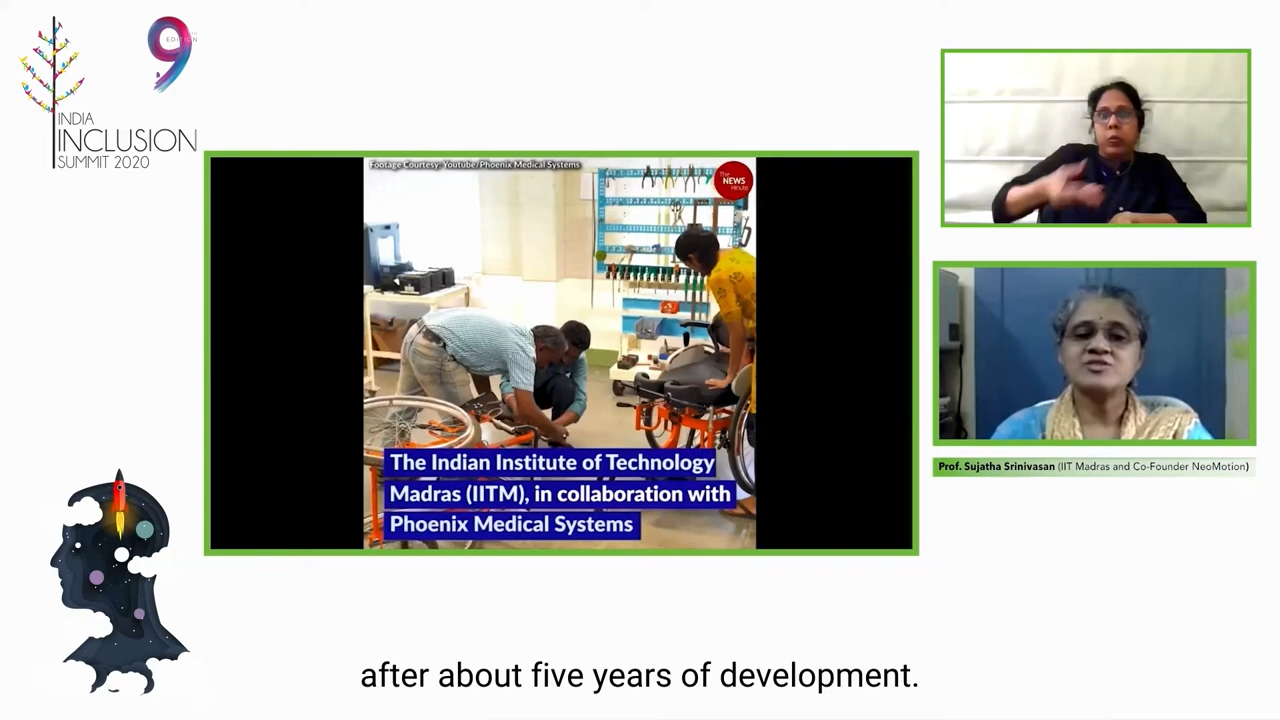 9
EDITION
INDIA
INCLUSION
SUMMIT 2020
Footage Courtesy: Youtube/Phoenix Medical Systems
The
NEWS
Minute
The Indian Institute of Technology
Madras (IITM), in collaboration with
Phoenix Medical Systems
Prof. Sujatha Srinivasan (IIT Madras and Co-Founder NeoMotion)
after about five years of development.